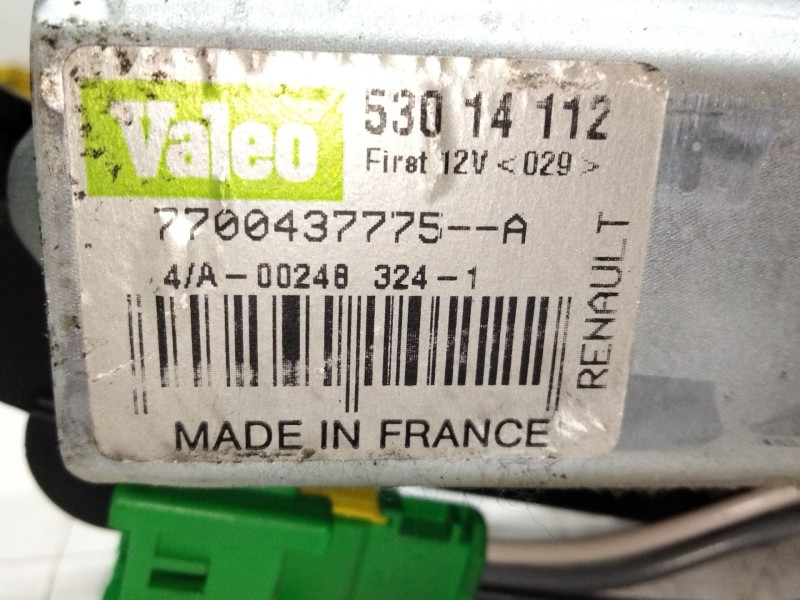 Valeo
530 14 112
First 12V <029>
7700437775--A
4/A-00248 324-1
RENAULT
MADE IN FRANCE